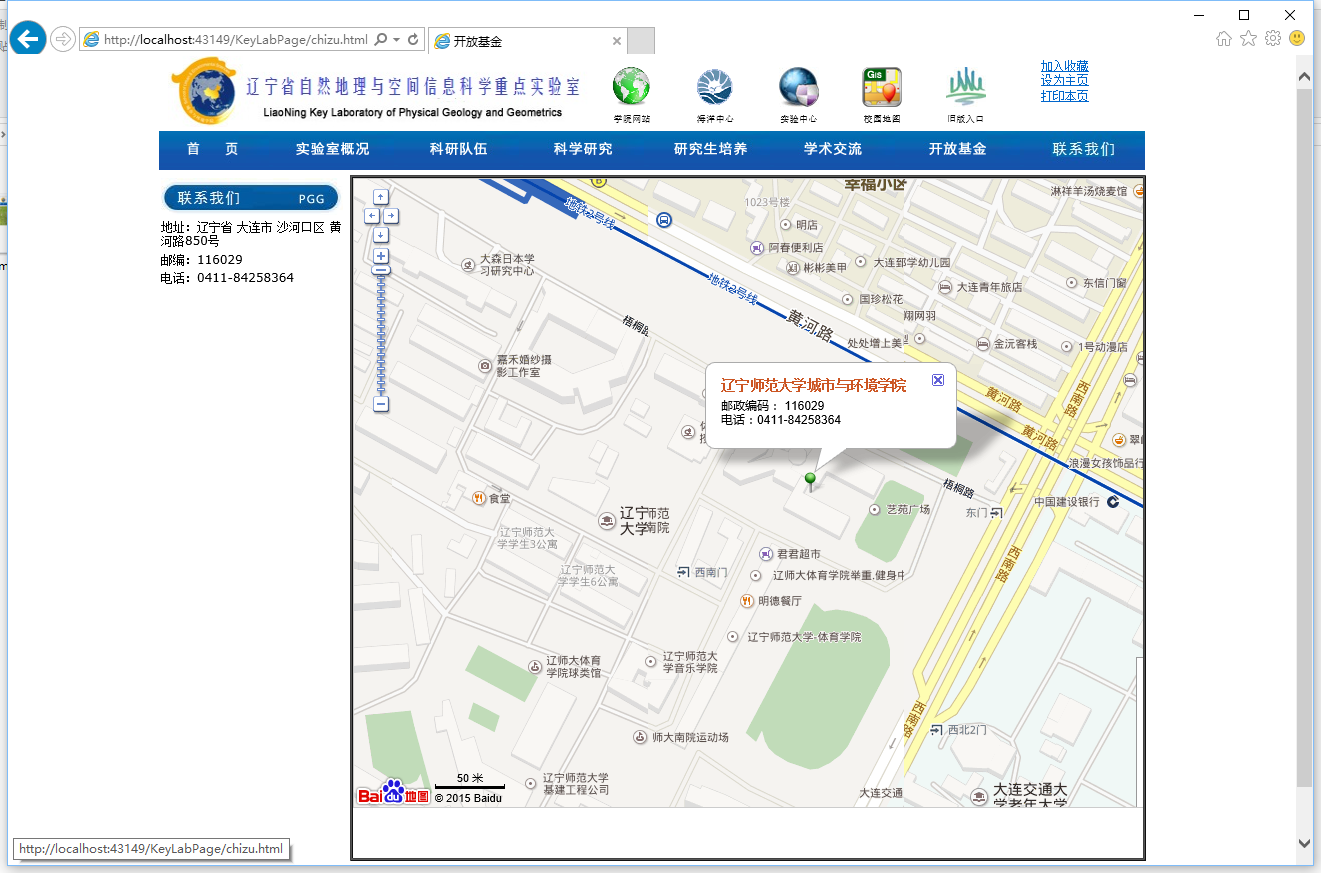 http://localhost:43149/KeyLabPage/chizu.html
开放基金
辽宁省自然地理与空间信息科学重点实验室
LiaoNing Key Laboratory of Physical Geology and Geometrics
学院网站
海洋中心
实验中心
Gis
校园地图
旧版入口
加入收藏
设为主页
打印本页
首 页
实验室概况
科研队伍
科学研究
研究生培养
学术交流
开放基金
联系我们
联系我们 PGG
地址：辽宁省 大连市 沙河口区 黄
河路850号
邮编：116029
电话：0411-84258364
幸福小区
淋祥羊汤烧麦馆
1023号楼
地铁2号线
明店
阿春便利店
大森日本学
习研究中心
彬彬美甲
大连郅学幼儿园
地铁2号线
大连青年旅店
东信门窗
国珍松花
翔网羽
梧桐路
黄河路
处处增上美
金沅客栈
1号动漫店
嘉禾婚纱摄
影工作室
辽宁师范大学城市与环境学院
邮政编码： 116029
电话：0411-84258364
黄河路
西南路
黄河路
浪漫女孩饰品行
梧桐路
食堂
中国建设银行
艺苑广场
东门
辽宁师范
大学南院
辽宁师范大
学学生3公寓
君君超市
西南路
辽宁师范大
学学生6公寓
西南门
辽师大体育学院举重.健身中
明德餐厅
辽宁师范大学-体育学院
辽师大体育
学院球类馆
辽宁师范大
学音乐学院
西南路
西北2门
师大南院运动场
辽宁师范大学
基建工程公司
大连交通
大连交通大
学老年大学
50 米
Bai du 地图
© 2015 Baidu
http://localhost:43149/KeyLabPage/chizu.html